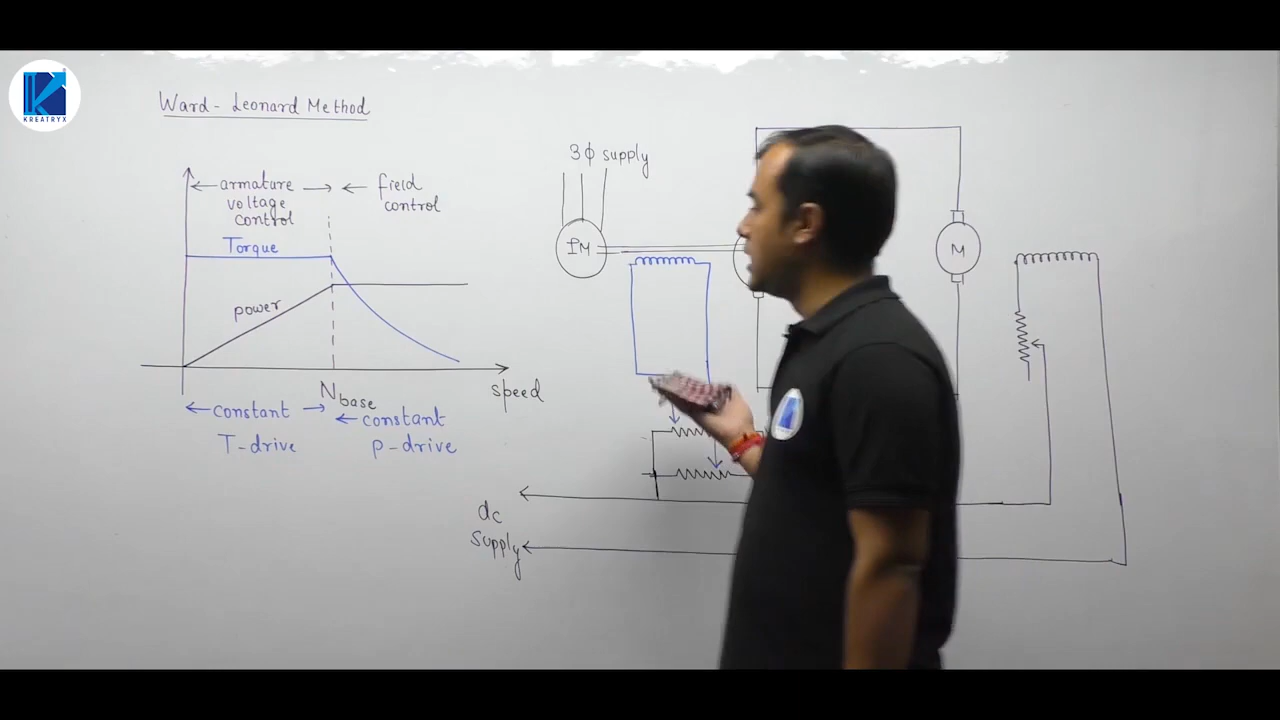 KREATRYX
Ward - Leonard Method
armature
voltage
control
field
control
Torque
power
Nbase
speed
constant
T-drive
constant
P-drive
3ϕ supply
IM
M
dc
supply